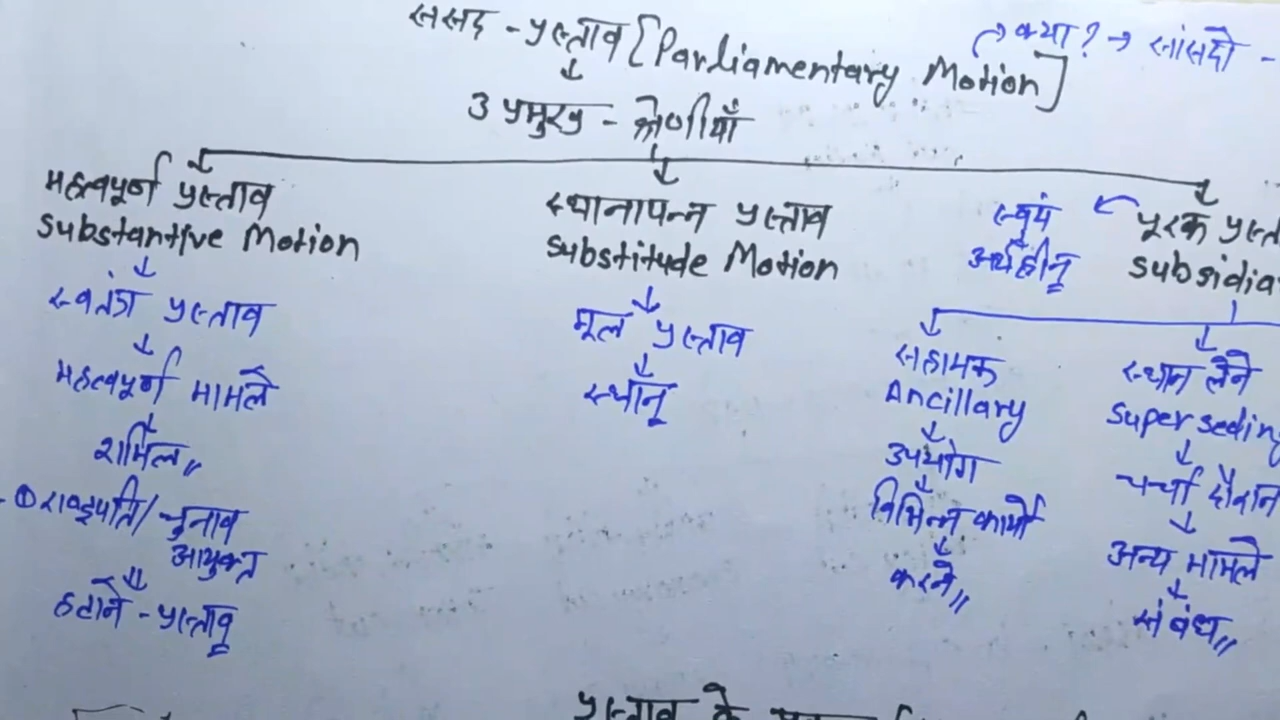 संसद - प्रस्ताव [Parliamentary Motion]
→ क्या? → सांसदो -
↓
3 प्रमुख - श्रेणीयाँ
महत्वपूर्ण प्रस्ताव
Substantive Motion
↓
स्वतंत्र प्रस्ताव
↓
महत्वपूर्ण मामले
↓
शामिल //
① राष्ट्रपति / चुनाव
आयुक्त
⇓
हटाने - प्रस्ताव
स्थानापन्न प्रस्ताव
Substitude Motion
↓
मूल प्रस्ताव
↓
स्थान
स्वयं
अर्थहीन
पूरक प्रस्त
Subsidia
सहायक
Ancillary
↓
उपयोग
↓
विभिन्न कार्यो
↓
करने //
स्थान लेने
Superseding
↓
चर्चा दौरान
↓
अन्य मामले
↓
संबंध //
प्रस्ताव के